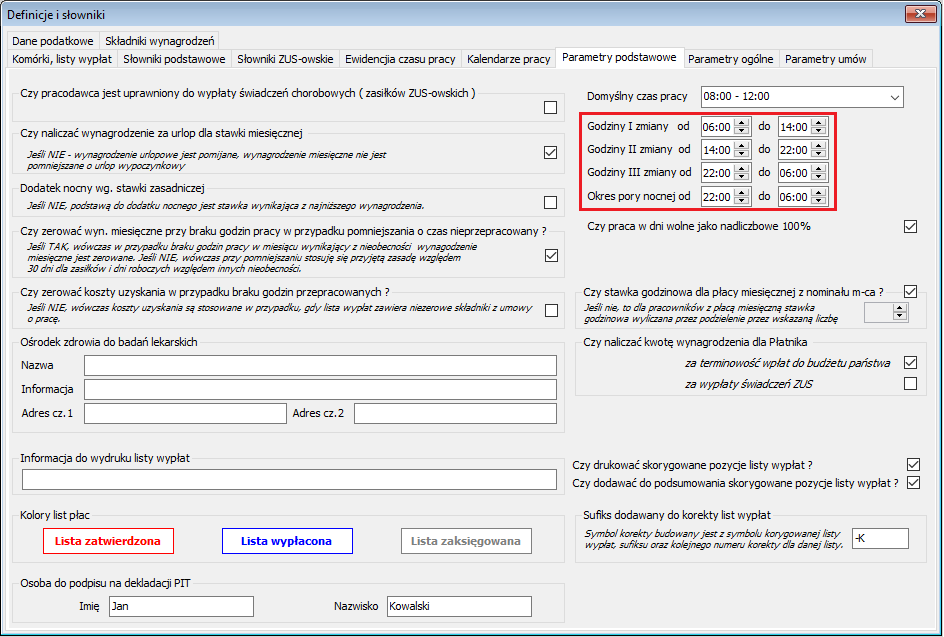 Definicje i słowniki
Dane podatkowe
Składniki wynagrodzeń
Komórki, listy wypłat
Słowniki podstawowe
Słowniki ZUS-owskie
Ewidencjia czasu pracy
Kalendarze pracy
Parametry podstawowe
Parametry ogólne
Parametry umów
Czy pracodawca jest uprawniony do wypłaty świadczeń chorobowych ( zasiłków ZUS-owskich )
Czy naliczać wynagrodzenie za urlop dla stawki miesięcznej
Jeśli NIE - wynagrodzenie urlopowe jest pomijane, wynagrodzenie miesięczne nie jest
pomniejszane o urlop wypoczynkowy
Dodatek nocny wg. stawki zasadniczej
Jeśli NIE, podstawą do dodatku nocnego jest stawka wynikająca z najniższego wynagrodzenia.
Czy zerować wyn. miesięczne przy braku godzin pracy w przypadku pomniejszania o czas nieprzepracowany ?
Jeśli TAK, wówczas w przypadku braku godzin pracy w miesiącu wynikający z nieobecności wynagodzenie
miesięczne jest zerowane. Jeśli NIE, wówczas przy pomniejszaniu stosuję się przyjętą zasadę względem
30 dni dla zasiłków i dni roboczych względem innych nieobecności.
Czy zerować koszty uzyskania w przypadku braku godzin przepracowanych ?
Jeśli NIE, wówczas koszty uzyskania są stosowane w przypadku, gdy lista wypłat zawiera niezerowe składniki z umowy
o pracę.
Ośrodek zdrowia do badań lekarskich
Nazwa
Informacja
Adres cz.1
Adres cz.2
Informacja do wydruku listy wypłat
Kolory list płac
Lista zatwierdzona
Lista wypłacona
Lista zaksięgowana
Osoba do podpisu na dekladacji PIT
Imię
Jan
Nazwisko
Kowalski
Domyślny czas pracy
08:00 - 12:00
Godziny I zmiany od 06:00 do 14:00
Godziny II zmiany od 14:00 do 22:00
Godziny III zmiany od 22:00 do 06:00
Okres pory nocnej od 22:00 do 06:00
Czy praca w dni wolne jako nadliczbowe 100%
Czy stawka godzinowa dla płacy miesięcznej z nominału m-ca ?
Jeśli nie, to dla pracowników z płacą miesięczną stawka
godzinowa wyliczana przez podzielenie przez wskazaną liczbę
Czy naliczać kwotę wynagrodzenia dla Płatnika
za terminowość wpłat do budżetu państwa
za wypłaty świadczeń ZUS
Czy drukować skorygowane pozycje listy wypłat ?
Czy dodawać do podsumowania skorygowane pozycje listy wypłat ?
Sufiks dodawany do korekty list wypłat
Symbol korekty budowany jest z symbolu korygowanej listy
wypłat, sufiksu oraz kolejnego numeru korekty dla danej listy.
-K